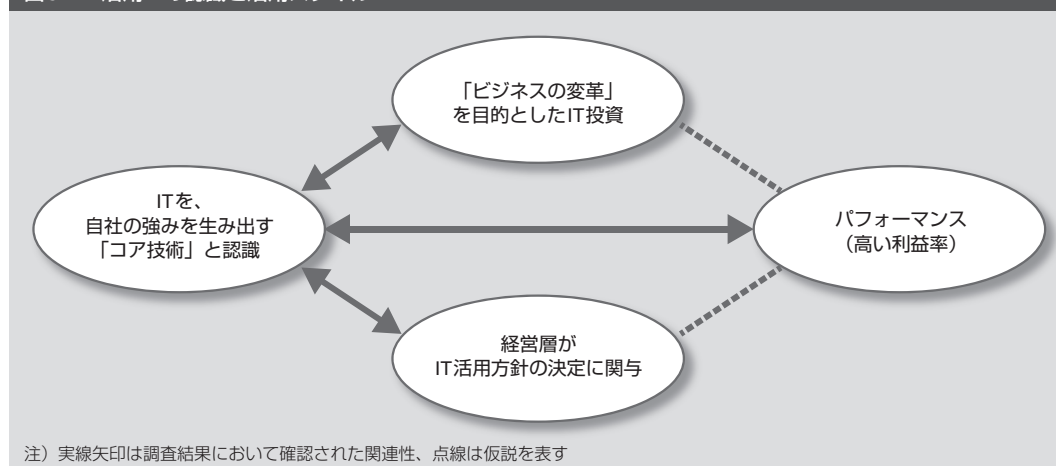 「ビジネスの変革」
を目的としたIT投資
ITを、
自社の強みを生み出す
「コア技術」と認識
パフォーマンス
（高い利益率）
経営層が
IT活用方針の決定に関与
注）実線矢印は調査結果において確認された関連性、点線は仮説を表す